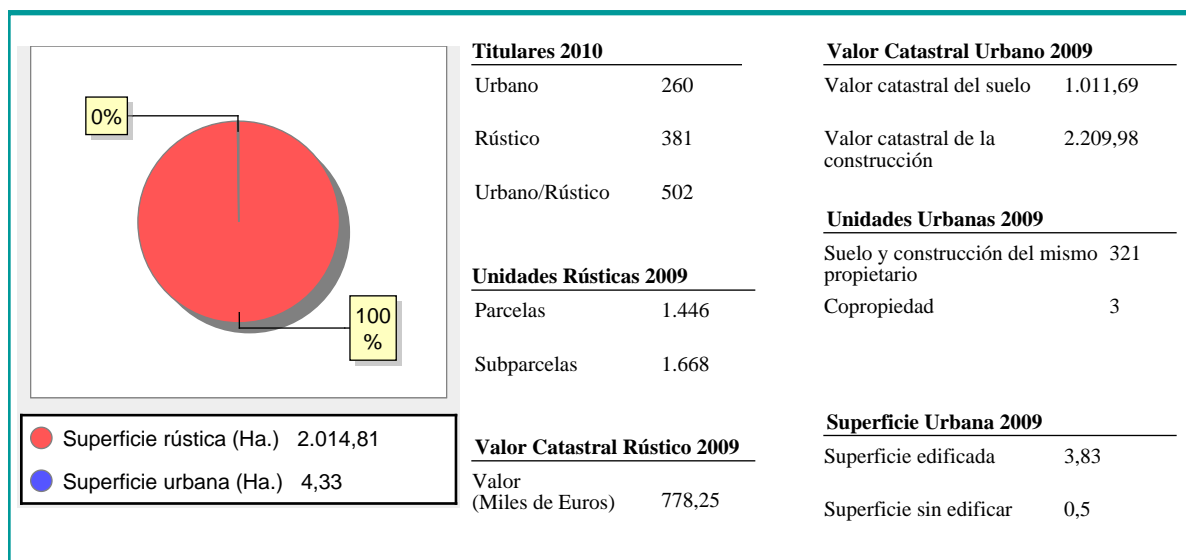 0%
100
%
Superficie rústica (Ha.) 2.014,81
Superficie urbana (Ha.) 4,33
Titulares 2010
Urbano 260
Rústico 381
Urbano/Rústico 502
Unidades Rústicas 2009
Parcelas 1.446
Subparcelas 1.668
Valor Catastral Rústico 2009
Valor
(Miles de Euros) 778,25
Valor Catastral Urbano 2009
Valor catastral del suelo 1.011,69
Valor catastral de la 2.209,98
construcción
Unidades Urbanas 2009
Suelo y construcción del mismo 321
propietario
Copropiedad 3
Superficie Urbana 2009
Superficie edificada 3,83
Superficie sin edificar 0,5